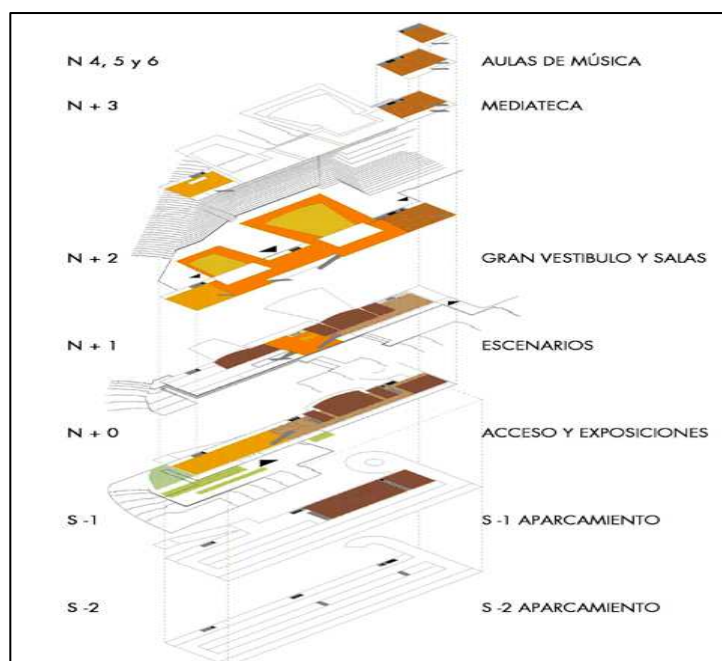 N 4, 5 y 6 AULAS DE MÚSICA
N + 3 MEDIATECA
N + 2 GRAN VESTIBULO Y SALAS
N + 1 ESCENARIOS
N + 0 ACCESO Y EXPOSICIONES
S -1 S -1 APARCAMIENTO
S -2 S -2 APARCAMIENTO